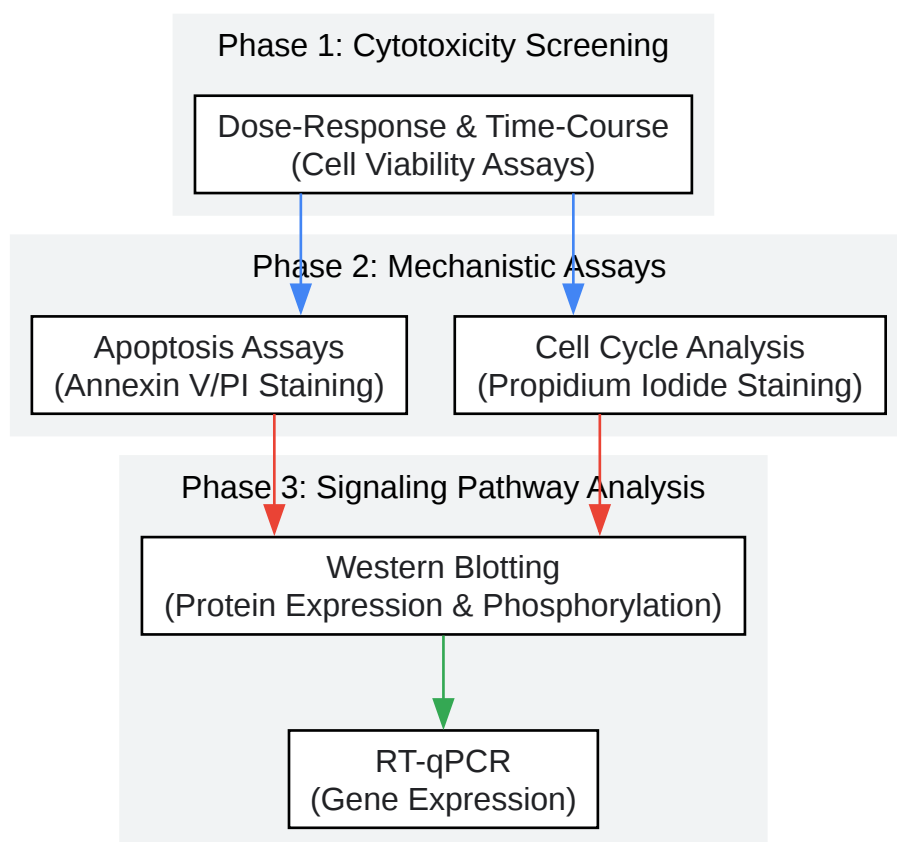 Phase 1: Cytotoxicity Screening
Dose-Response & Time-Course
(Cell Viability Assays)
Phase 2: Mechanistic Assays
Apoptosis Assays
(Annexin V/PI Staining)
Cell Cycle Analysis
(Propidium Iodide Staining)
Phase 3: Signaling Pathway Analysis
Western Blotting
(Protein Expression & Phosphorylation)
RT-qPCR
(Gene Expression)